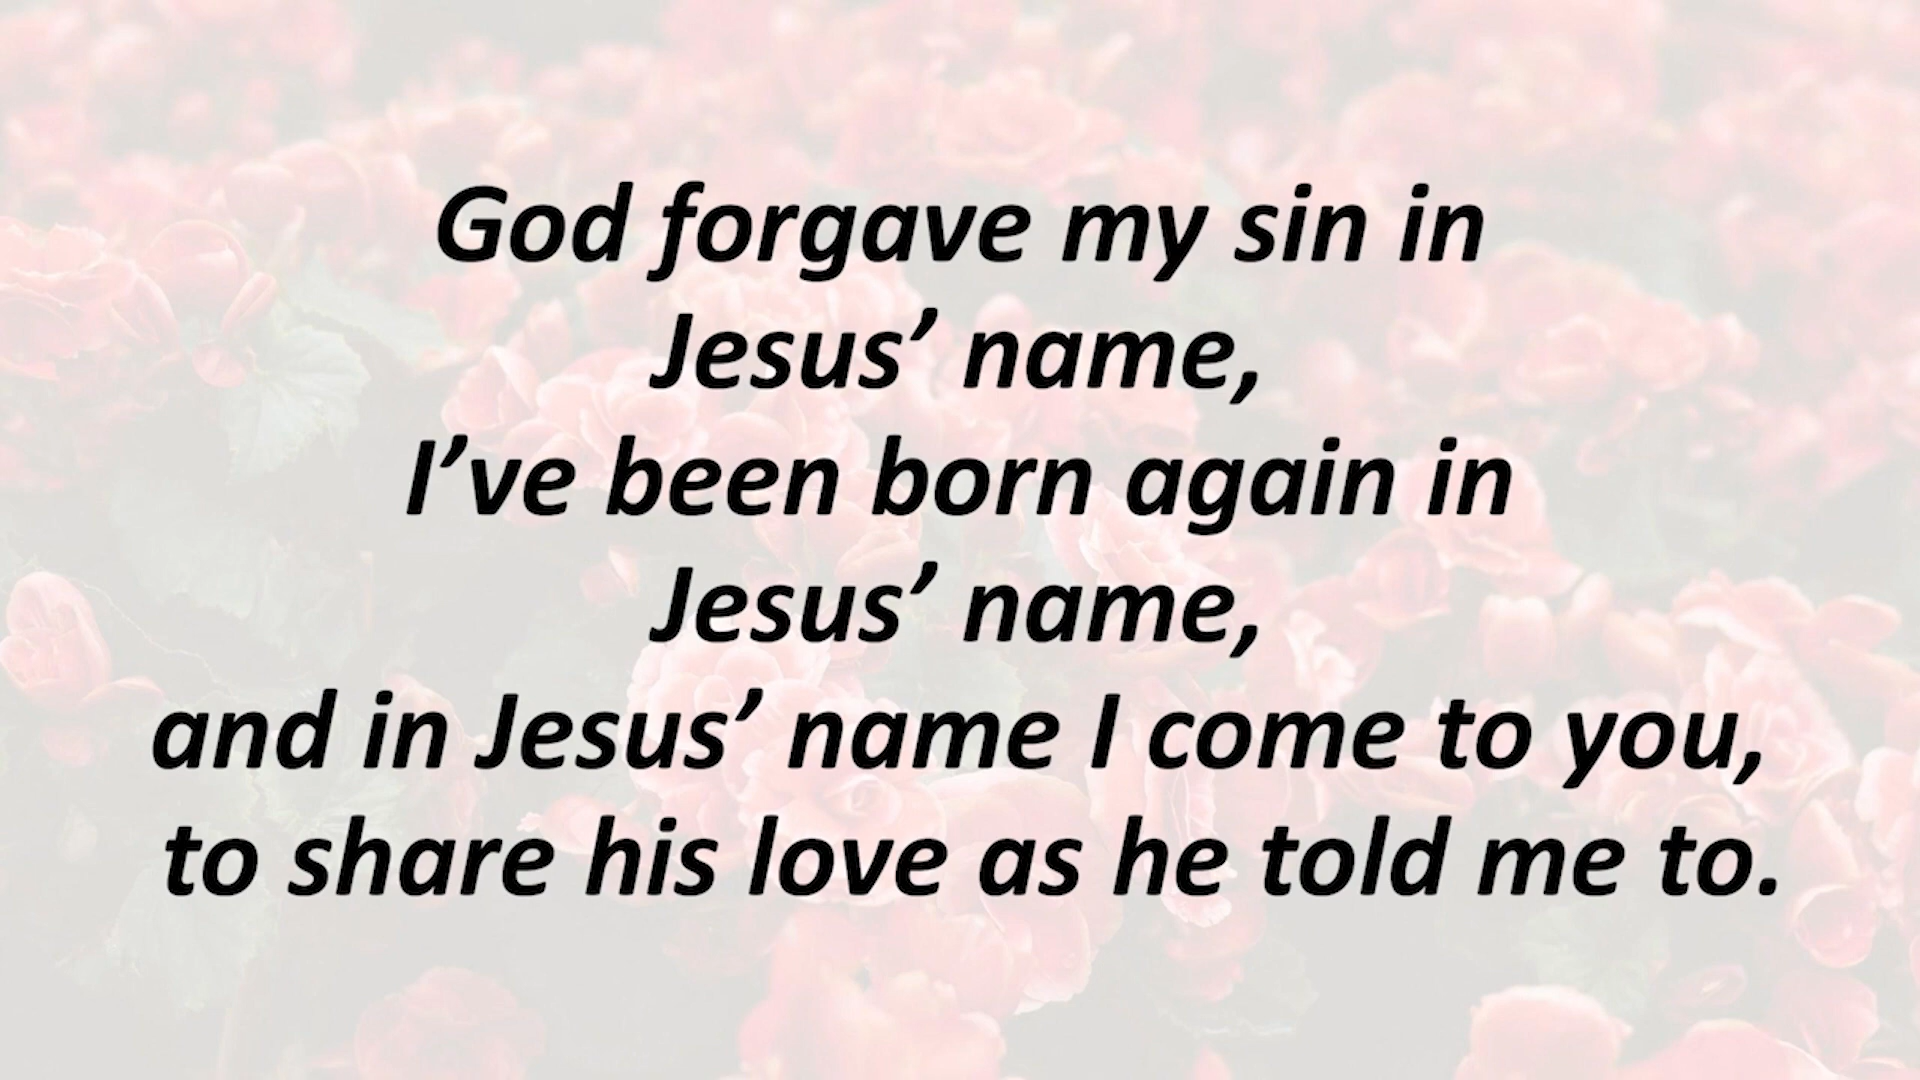 God forgave my sin in
Jesus’ name,
I’ve been born again in
Jesus’ name,
and in Jesus’ name I come to you,
to share his love as he told me to.